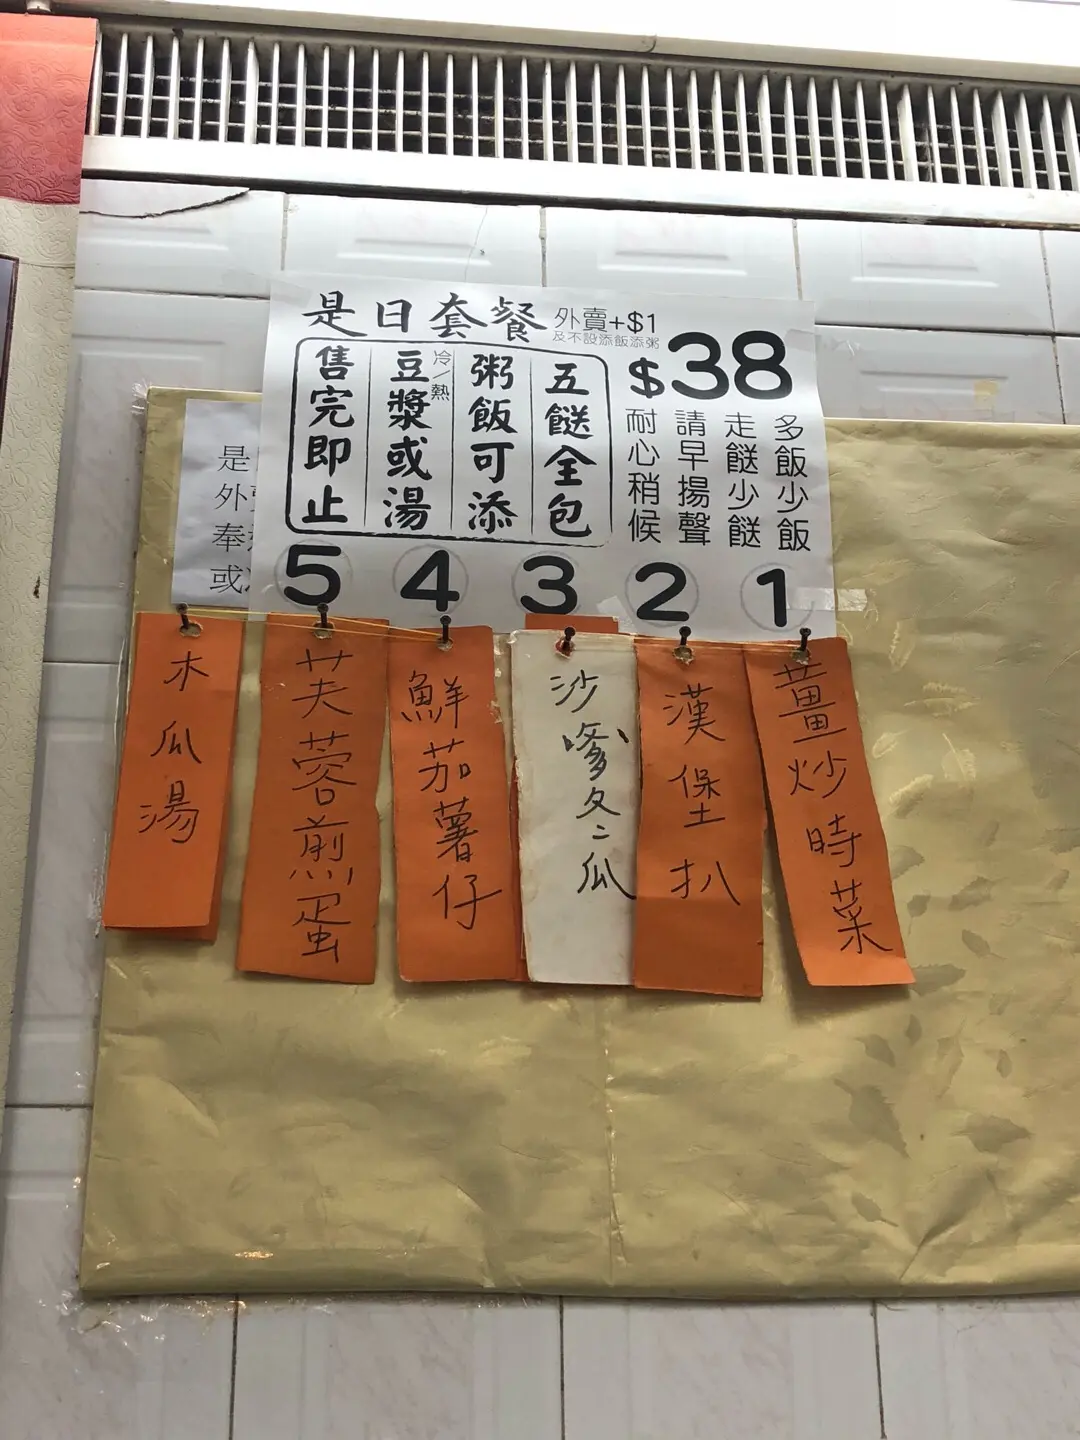 是日套餐
外賣+$1
及不設添飯添粥
$38
多飯少飯
走餸少餸
請早揚聲
耐心稍候
五餸全包
粥飯可添
豆漿或湯
冷/熱
售完即止
1
2
3
4
5
薑炒時菜
漢堡扒
沙嗲冬瓜
鮮茄薯仔
芙蓉煎蛋
木瓜湯
是
外
奉
或